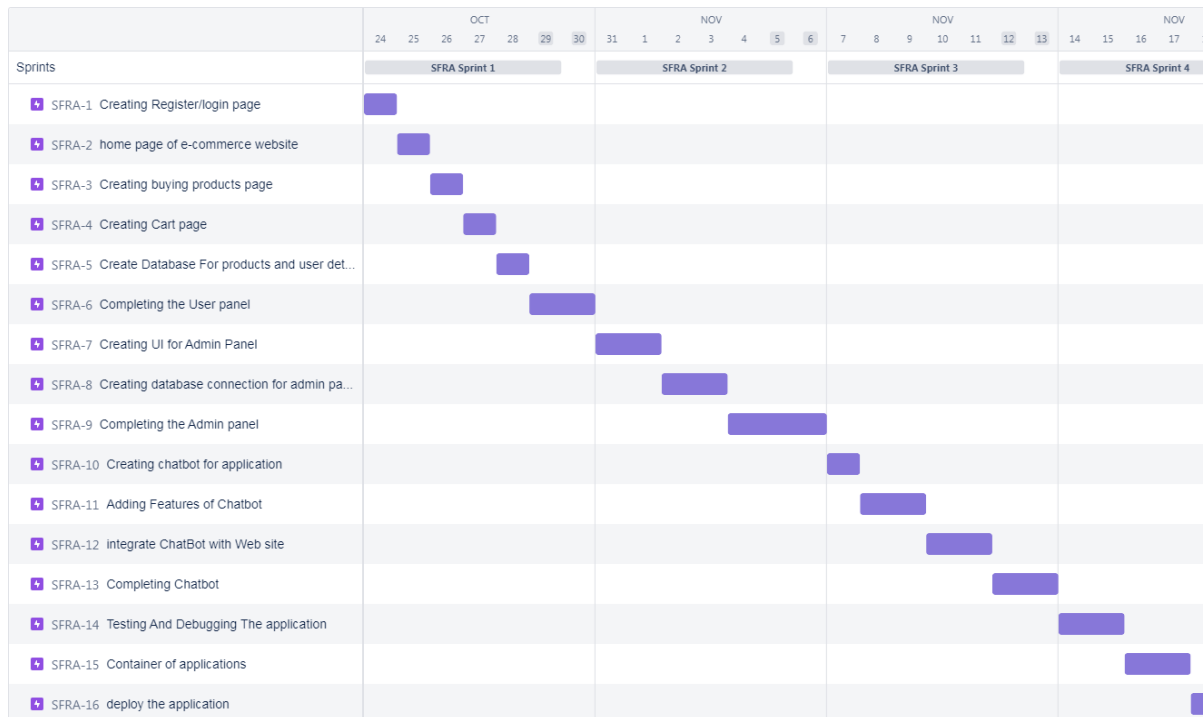 OCT NOV NOV NOV
24 25 26 27 28 29 30 31 1 2 3 4 5 6 7 8 9 10 11 12 13 14 15 16 17
Sprints SFRA Sprint 1 SFRA Sprint 2 SFRA Sprint 3 SFRA Sprint 4
SFRA-1 Creating Register/login page
SFRA-2 home page of e-commerce website
SFRA-3 Creating buying products page
SFRA-4 Creating Cart page
SFRA-5 Create Database For products and user det...
SFRA-6 Completing the User panel
SFRA-7 Creating UI for Admin Panel
SFRA-8 Creating database connection for admin pa...
SFRA-9 Completing the Admin panel
SFRA-10 Creating chatbot for application
SFRA-11 Adding Features of Chatbot
SFRA-12 integrate ChatBot with Web site
SFRA-13 Completing Chatbot
SFRA-14 Testing And Debugging The application
SFRA-15 Container of applications
SFRA-16 deploy the application